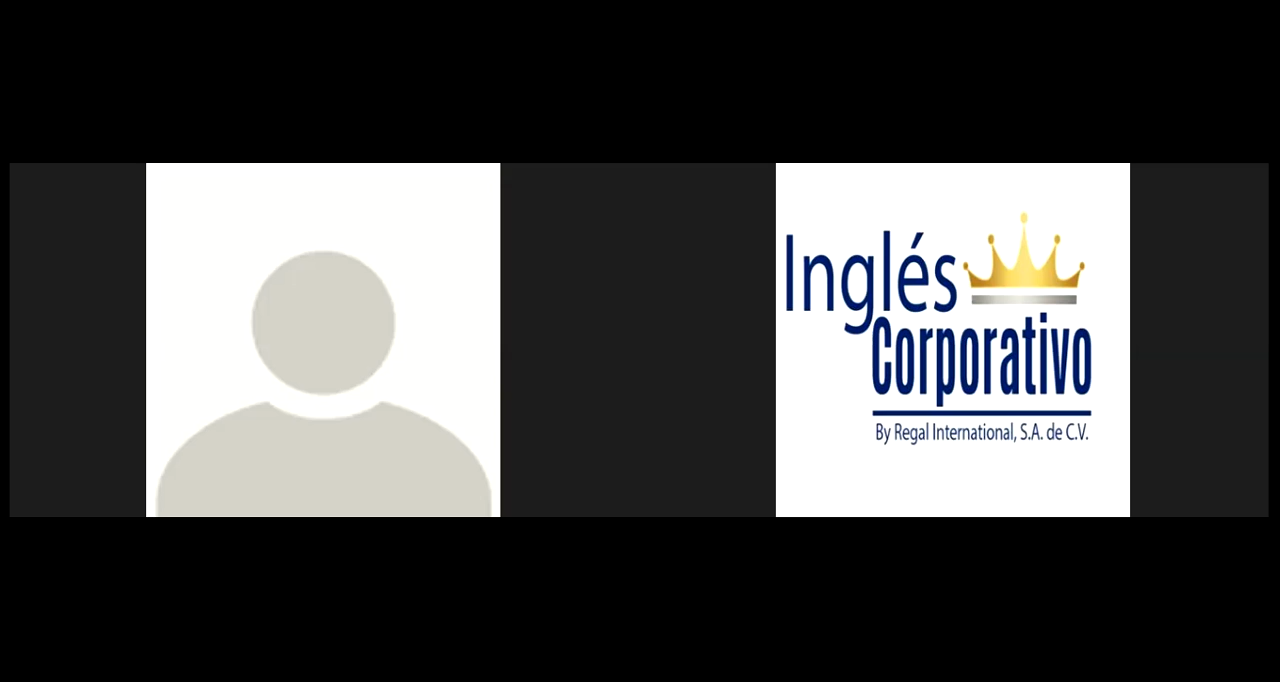 Inglés
Corporativo
By Regal International, S.A. de C.V.